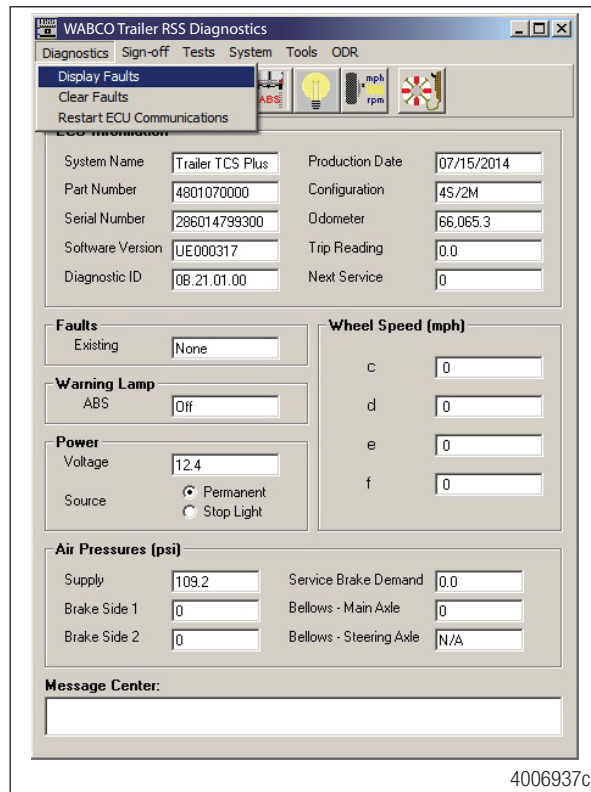 WABCO Trailer RSS Diagnostics
Diagnostics Sign-off Tests System Tools ODR
Display Faults
Clear Faults
Restart ECU Communications
ABS
mph
rpm
ECU Information
System Name Trailer TCS Plus Production Date 07/15/2014
Part Number 4801070000 Configuration 4S/2M
Serial Number 286014799300 Odometer 66,065.3
Software Version UE000317 Trip Reading 0.0
Diagnostic ID 0B.21.01.00 Next Service 0
Faults Wheel Speed (mph)
Existing None
c 0
Warning Lamp
ABS Off
d 0
Power
e 0
Voltage 12.4
f 0
Source Permanent
Stop Light
Air Pressures (psi)
Supply 109.2 Service Brake Demand 0.0
Brake Side 1 0 Bellows - Main Axle 0
Brake Side 2 0 Bellows - Steering Axle N/A
Message Center:
4006937c